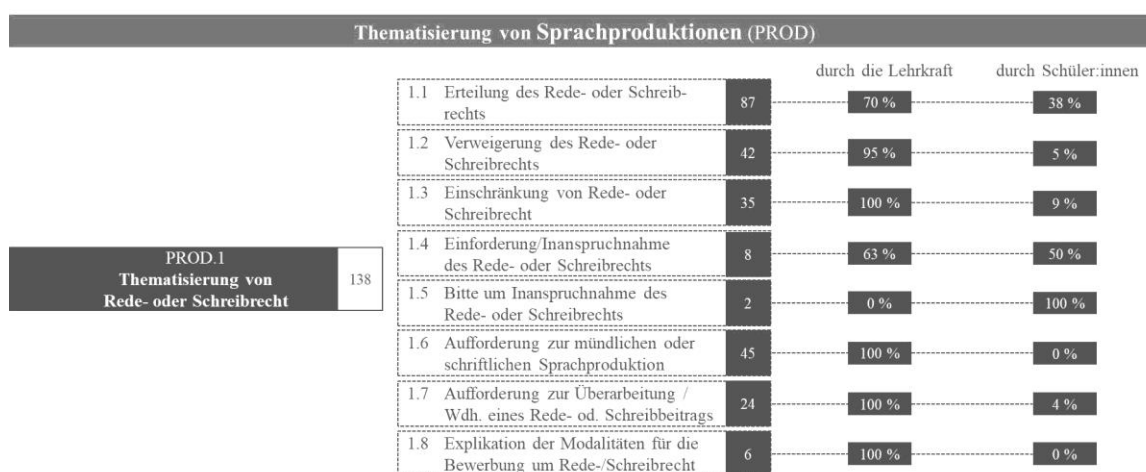 Thematisierung von Sprachproduktionen (PROD)
durch die Lehrkraft durch Schüler:innen
1.1 Erteilung des Rede- oder Schreib-
rechts
87 70 % 38 %
1.2 Verweigerung des Rede- oder
Schreibrechts
42 95 % 5 %
1.3 Einschränkung von Rede- oder
Schreibrecht
35 100 % 9 %
1.4 Einforderung/Inanspruchnahme
des Rede- oder Schreibrechts
8 63 % 50 %
PROD.1
Thematisierung von
Rede- oder Schreibrecht
138
1.5 Bitte um Inanspruchnahme des
Rede- oder Schreibrechts
2 0 % 100 %
1.6 Aufforderung zur mündlichen oder
schriftlichen Sprachproduktion
45 100 % 0 %
1.7 Aufforderung zur Überarbeitung /
Wdh. eines Rede- od. Schreibbeitrags
24 100 % 4 %
1.8 Explikation der Modalitäten für die
Bewerbung um Rede-/Schreibrecht
6 100 % 0 %